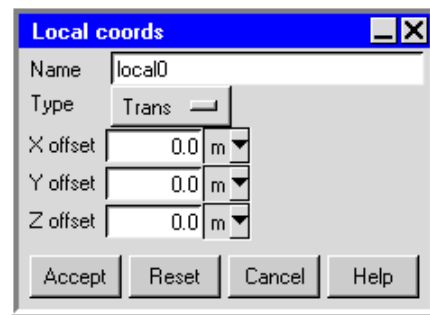 Local coords
Name local0
Type Trans
X offset 0.0 m
Y offset 0.0 m
Z offset 0.0 m
Accept Reset Cancel Help